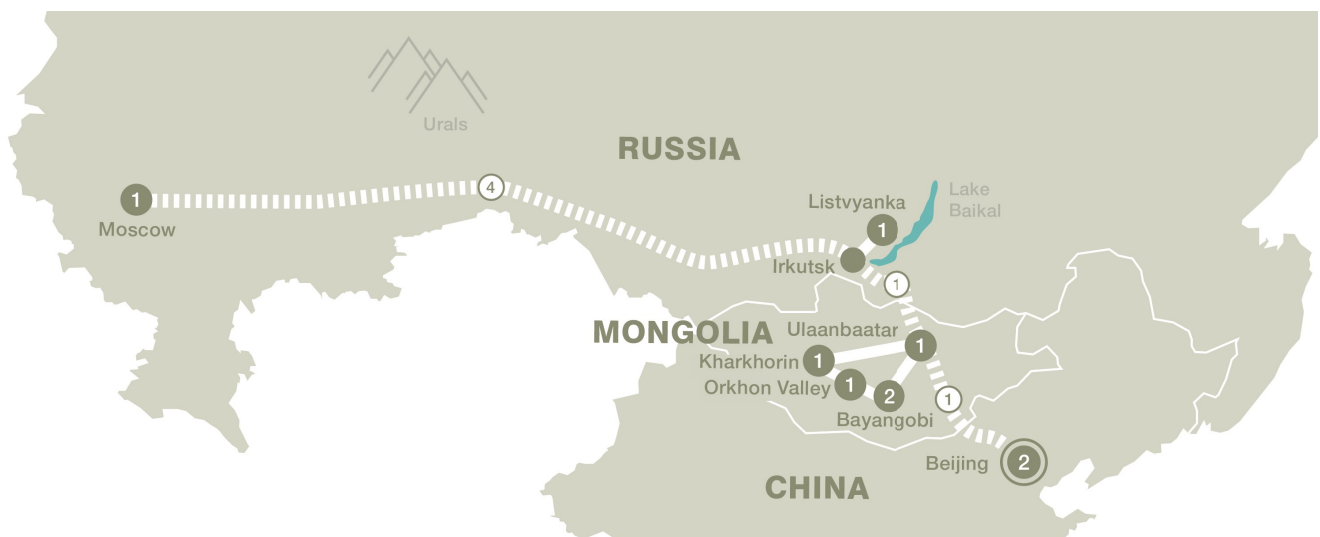 Urals
RUSSIA
4
1
Moscow
Lake
Baikal
Listvyanka
1
Irkutsk
1
MONGOLIA
Ulaanbaatar
1
Kharkhorin
1
Orkhon Valley
1
2
Bayangobi
1
Beijing
2
CHINA